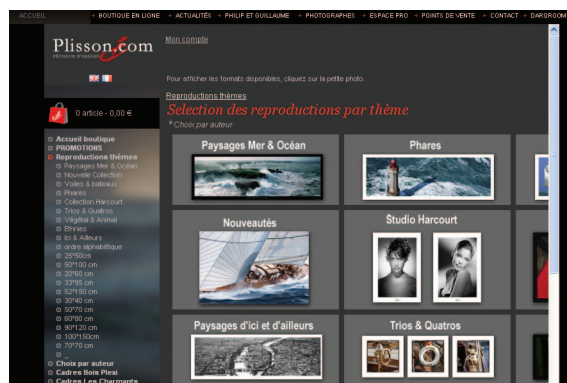 ACCUEIL + BOUTIQUE EN LIGNE + ACTUALITÉS + PHILIP ET GUILLAUME + PHOTOGRAPHES + ESPACE PRO + POINTS DE VENTE + CONTACT + DARQROOM
Plisson.com
PÊCHEUR D'IMAGES
Mon compte
Pour afficher les formats disponibles, cliquez sur la petite photo.
0 article - 0,00 €
Reproductions thèmes
Selection des reproductions par thème
* Choix par auteur
Accueil boutique
PROMOTIONS
Reproductions thèmes
Paysages Mer & Océan
Nouvelle Collection
Voiles & bateaux
Phares
Collection Harcourt
Trios & Quatros
Végétal & Animal
Ethnies
Ici & Ailleurs
ordre alphabétique
25*50cm
50*100 cm
20*60 cm
33*95 cm
52*150 cm
30*40 cm
50*70 cm
60*80 cm
90*120 cm
100*150cm
70*70 cm
Choix par auteur
Cadres Bois Plexi
Cadres Les Charmants
Paysages Mer & Océan
Phares
Nouveautés
Studio Harcourt
Paysages d'ici et d'ailleurs
Trios & Quatros